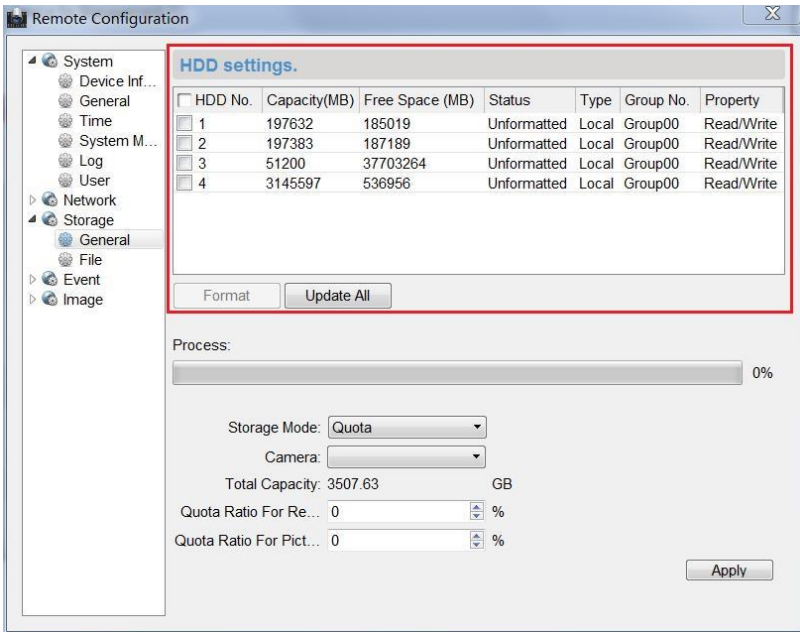 Remote Configuration
System
Device Inf...
General
Time
System M...
Log
User
Network
Storage
General
File
Event
Image
HDD settings.
HDD No. Capacity(MB) Free Space (MB) Status Type Group No. Property
1 197632 185019 Unformatted Local Group00 Read/Write
2 197383 187189 Unformatted Local Group00 Read/Write
3 51200 37703264 Unformatted Local Group00 Read/Write
4 3145597 536956 Unformatted Local Group00 Read/Write
Format Update All
Process:
0%
Storage Mode: Quota
Camera:
Total Capacity: 3507.63 GB
Quota Ratio For Re... 0 %
Quota Ratio For Pict... 0 %
Apply